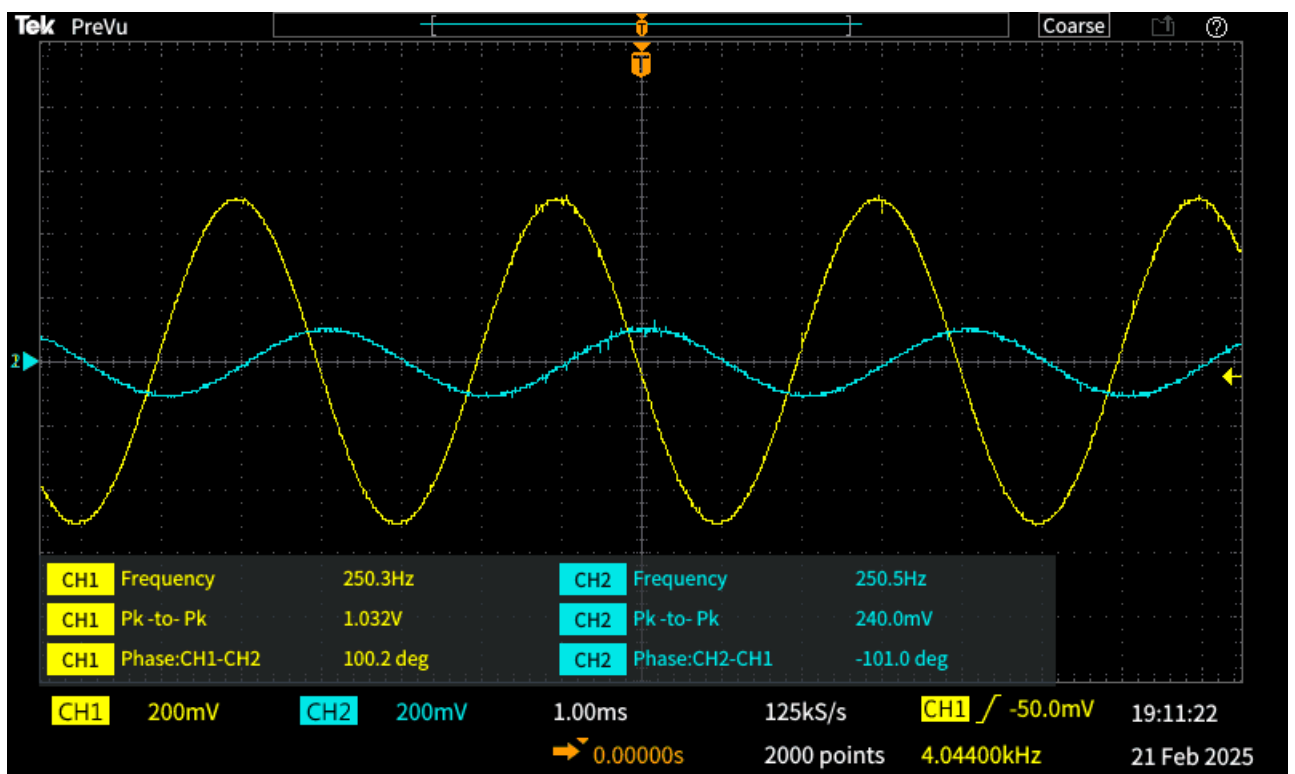 Tek PreVu T Coarse ?
T
2
CH1 Frequency 250.3Hz CH2 Frequency 250.5Hz
CH1 Pk -to- Pk 1.032V CH2 Pk -to- Pk 240.0mV
CH1 Phase:CH1-CH2 100.2 deg CH2 Phase:CH2-CH1 -101.0 deg
CH1 200mV CH2 200mV 1.00ms 125kS/s CH1 -50.0mV 19:11:22
0.00000s 2000 points 4.04400kHz 21 Feb 2025